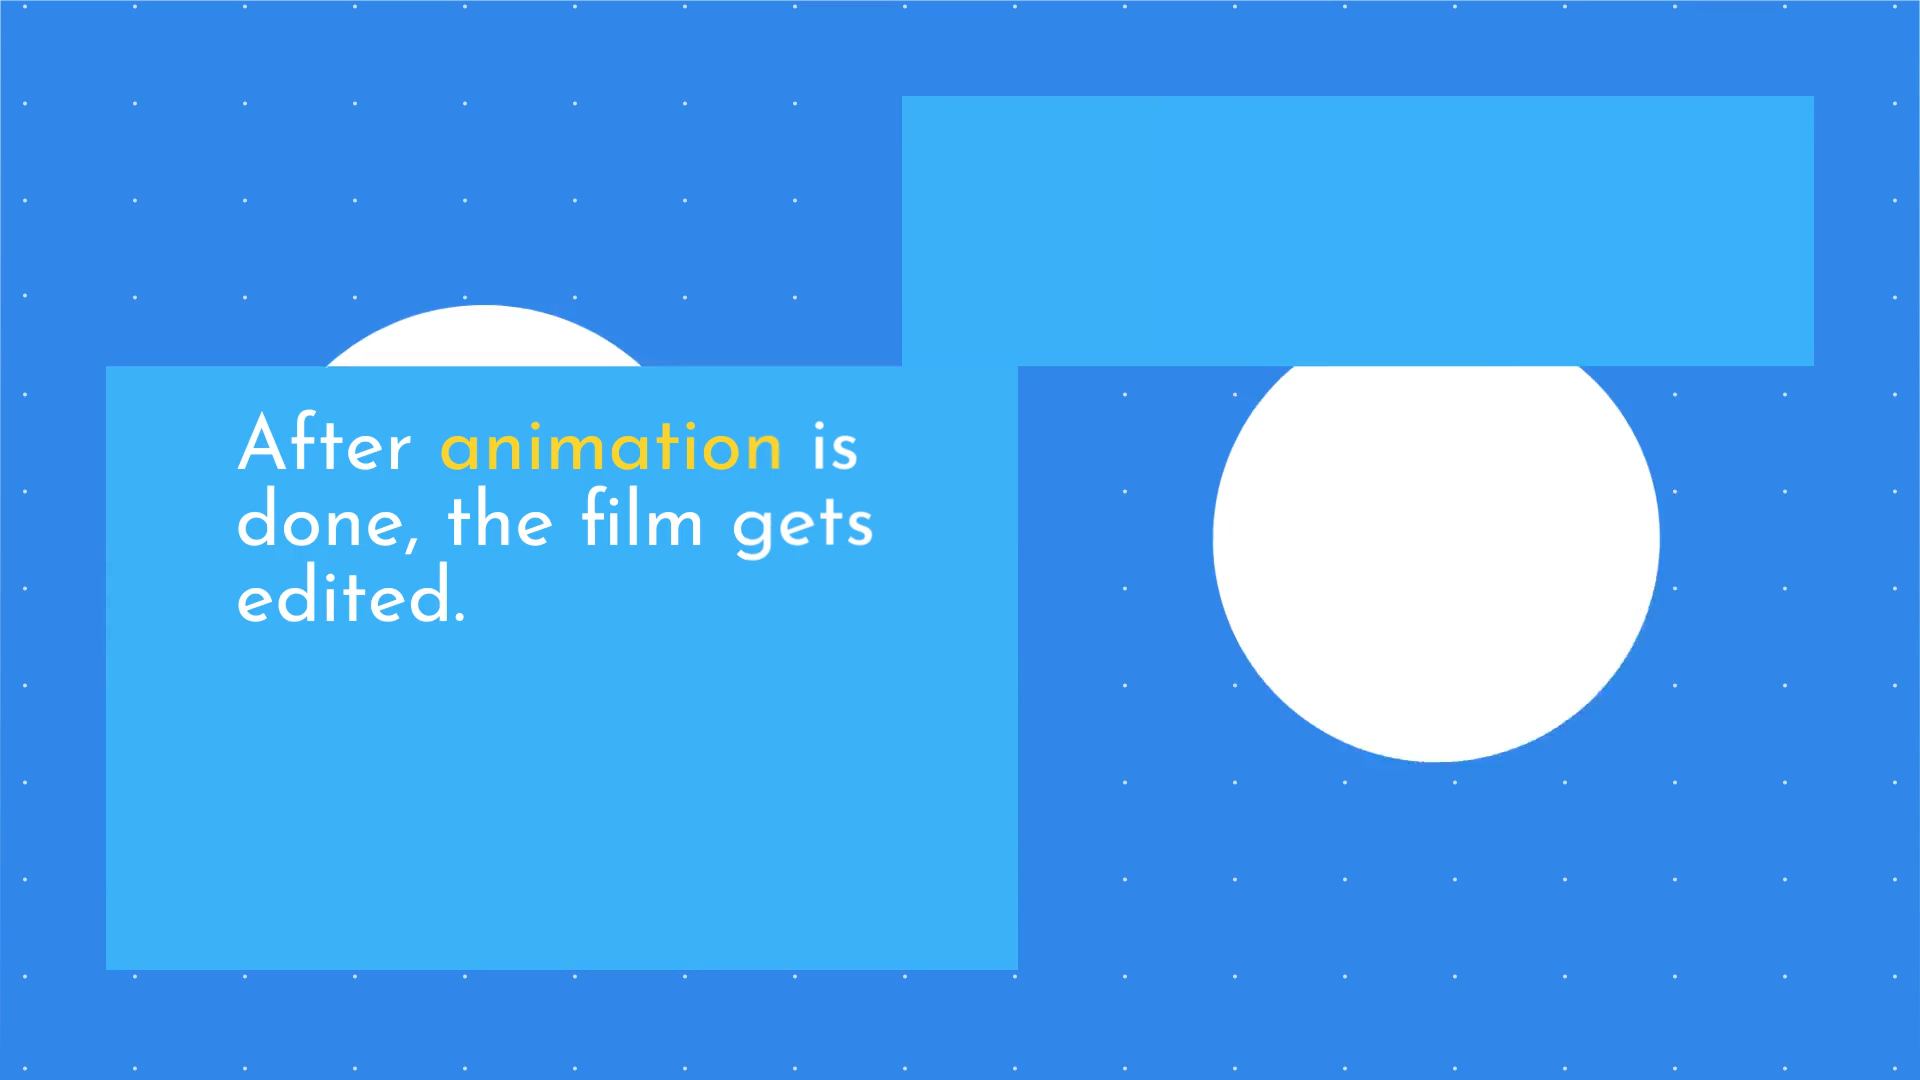 After animation is
done, the film gets
edited.